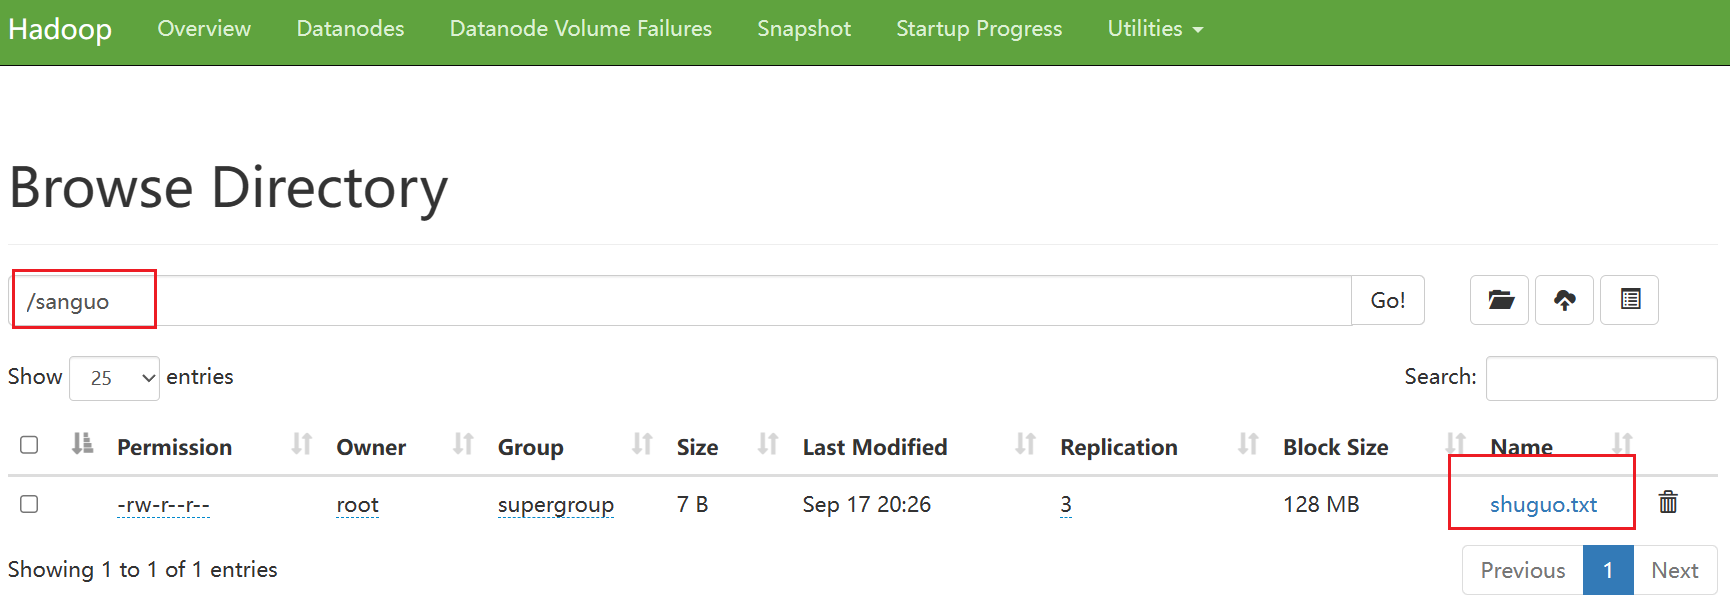 Hadoop Overview Datanodes Datanode Volume Failures Snapshot Startup Progress Utilities
Browse Directory
/sanguo Go!
Show 25 entries Search:
Permission Owner Group Size Last Modified Replication Block Size Name
-rw-r--r-- root supergroup 7 B Sep 17 20:26 3 128 MB shuguo.txt
Showing 1 to 1 of 1 entries Previous 1 Next